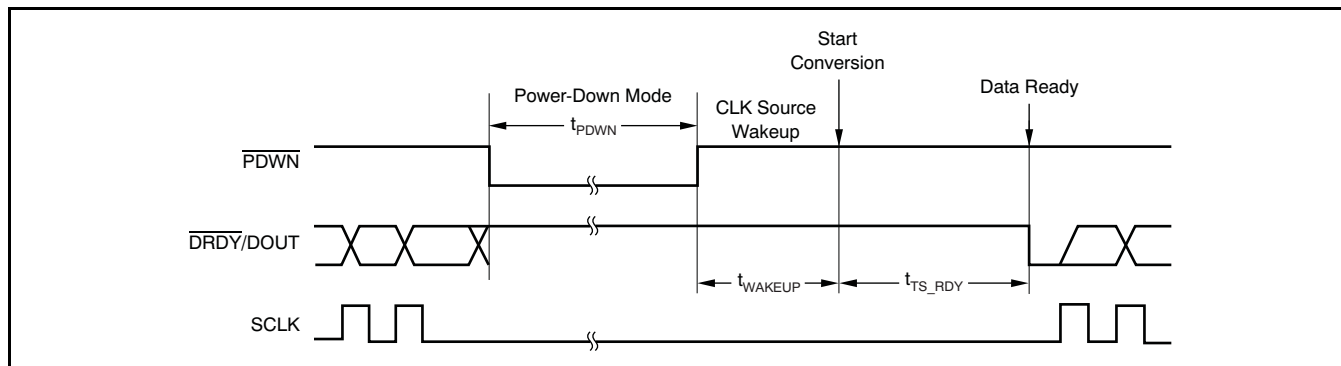 Start
Conversion
Data Ready
Power-Down Mode
CLK Source
Wakeup
tPDWN
PDWN
DRDY/DOUT
tWAKEUP
tTS_RDY
SCLK